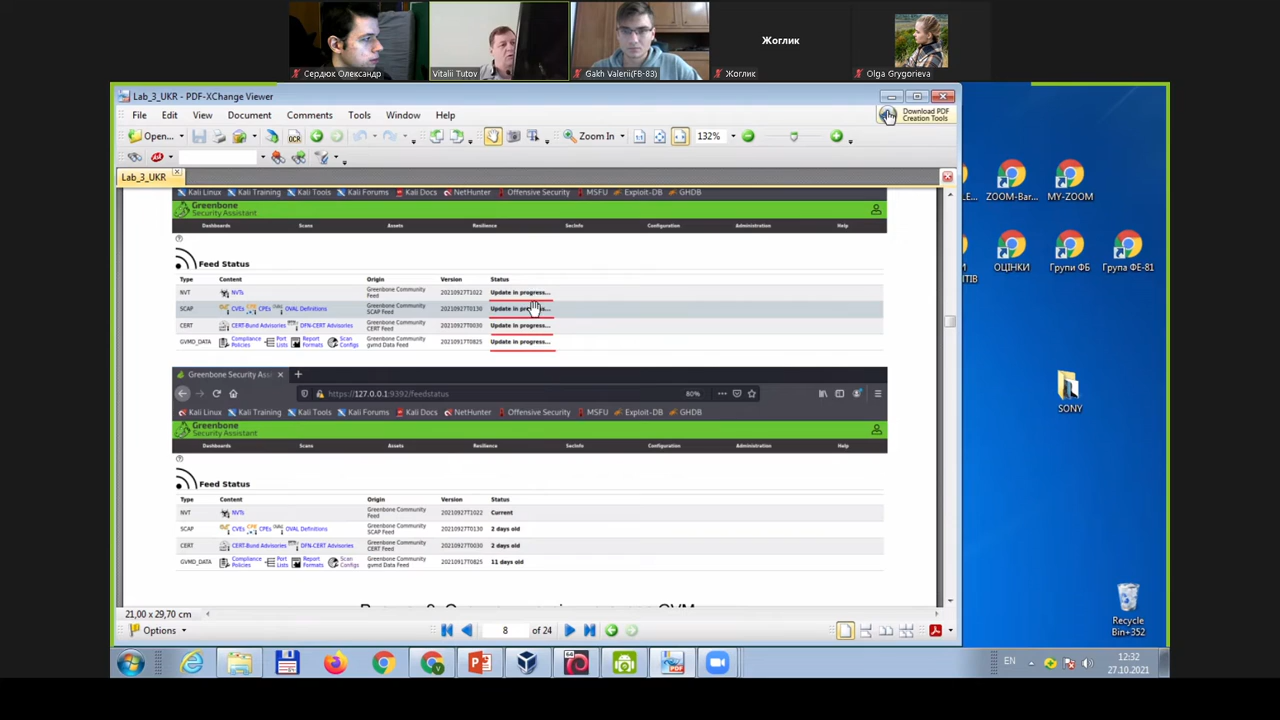 Жоглик
Сердюк Олександр
Vitalii Tutov
Gakh Valerii(FB-83)
Жоглик
Olga Grygorieva
Lab_3_UKR - PDF-XChange Viewer
File Edit View Document Comments Tools Window Help
Download PDF
Creation Tools
Open... OCR Zoom In 132%
Lab_3_UKR
Kali Linux Kali Training Kali Tools Kali Forums Kali Docs NetHunter Offensive Security MSFU Exploit-DB GHDB
Greenbone
Security Assistant
Dashboards Scans Assets Resilience SecInfo Configuration Administration Help
Feed Status
Type Content Origin Version Status
NVT NVTs Greenbone Community Feed 20210927T1022 Update in progress...
SCAP CVEs CPEs OVAL Definitions Greenbone Community SCAP Feed 20210927T0130 Update in progress...
CERT CERT-Bund Advisories DFN-CERT Advisories Greenbone Community CERT Feed 20210927T0030 Update in progress...
GVMD_DATA Compliance Policies Port Lists Report Formats Scan Configs Greenbone Community gvmd Data Feed 20210917T0825 Update in progress...
Greenbone Security Assi
https://127.0.0.1:9392/feedstatus 80%
Kali Linux Kali Training Kali Tools Kali Forums Kali Docs NetHunter Offensive Security MSFU Exploit-DB GHDB
Greenbone
Security Assistant
Dashboards Scans Assets Resilience SecInfo Configuration Administration Help
Feed Status
Type Content Origin Version Status
NVT NVTs Greenbone Community Feed 20210927T1022 Current
SCAP CVEs CPEs OVAL Definitions Greenbone Community SCAP Feed 20210927T0130 2 days old
CERT CERT-Bund Advisories DFN-CERT Advisories Greenbone Community CERT Feed 20210927T0030 2 days old
GVMD_DATA Compliance Policies Port Lists Report Formats Scan Configs Greenbone Community gvmd Data Feed 20210917T0825 11 days old
21,00 x 29,70 cm
Options 8 of 24
ZOOM-Bar... MY-ZOOM
ОЦІНКИ Групи ФБ Група ФЕ-81
SONY
Recycle
Bin+352
EN 12:32
27.10.2021